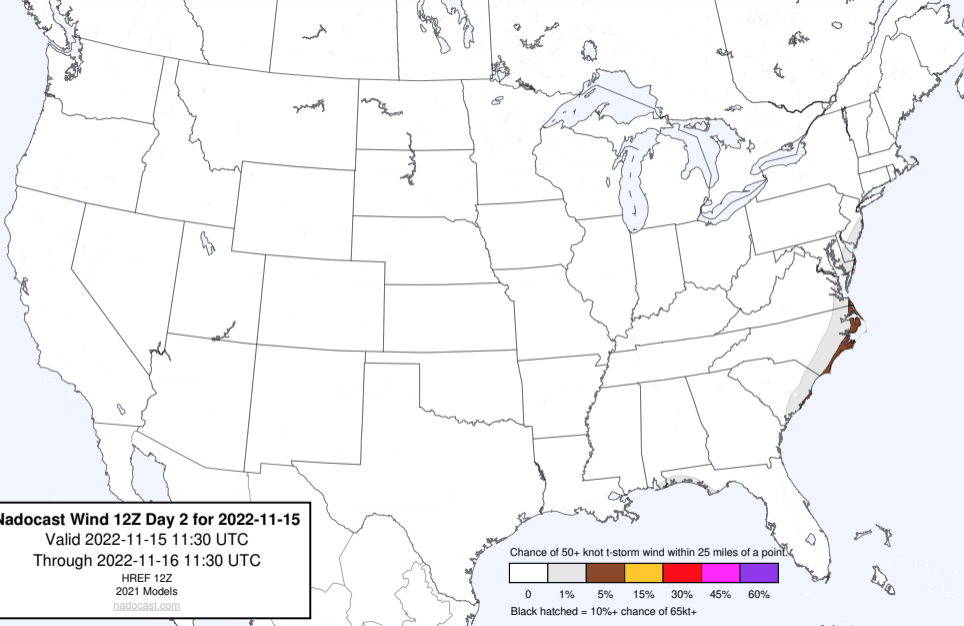 Nadocast Wind 12Z Day 2 for 2022-11-15
Valid 2022-11-15 11:30 UTC
Through 2022-11-16 11:30 UTC
HREF 12Z
2021 Models
nadocast.com
Chance of 50+ knot t-storm wind within 25 miles of a point.
0 1% 5% 15% 30% 45% 60%
Black hatched = 10%+ chance of 65kt+